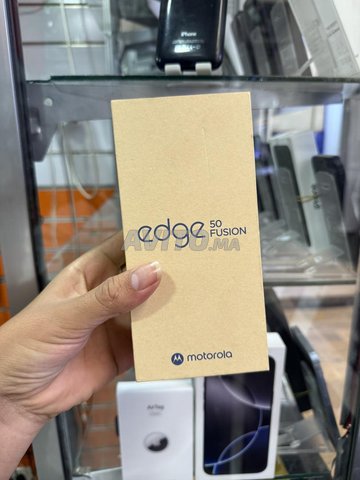 iPhone
edge 50 FUSION
AVITO.MA
motorola
AirTag